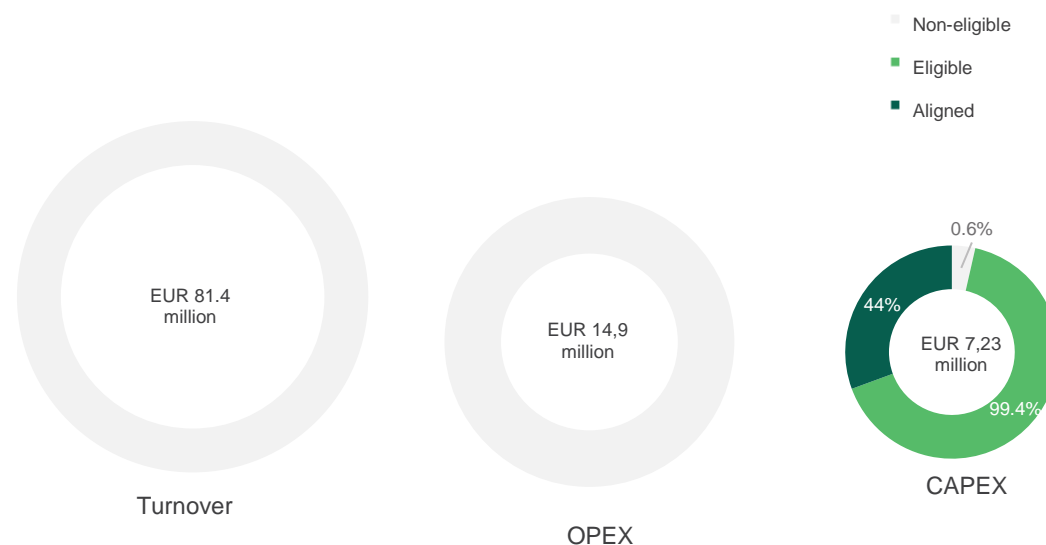 Non-eligible
Eligible
Aligned
EUR 81.4
million
Turnover
EUR 14,9
million
OPEX
0.6%
44%
EUR 7,23
million
99.4%
CAPEX